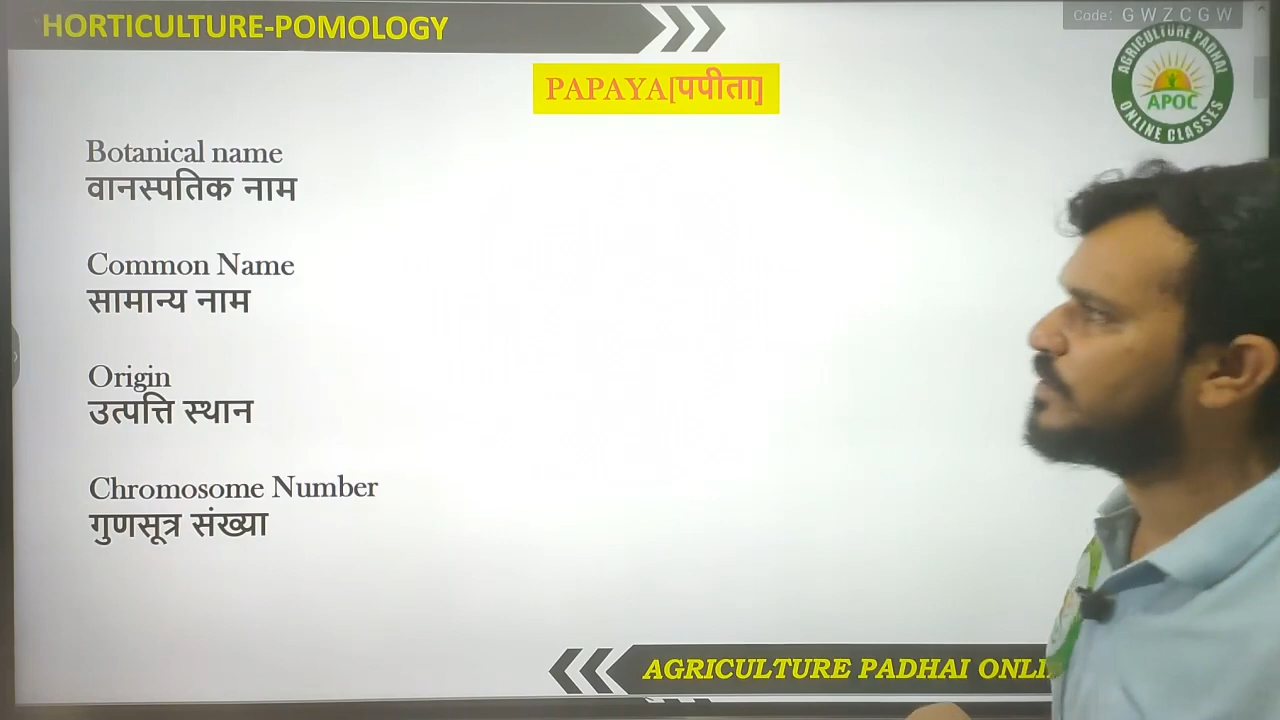 HORTICULTURE-POMOLOGY
Code: G W Z C G W
AGRICULTURE PADHAI
APOC
ONLINE CLASSES
PAPAYA[पपीता]
Botanical name
वानस्पतिक नाम
Common Name
सामान्य नाम
Origin
उत्पत्ति स्थान
Chromosome Number
गुणसूत्र संख्या
AGRICULTURE PADHAI ONLI